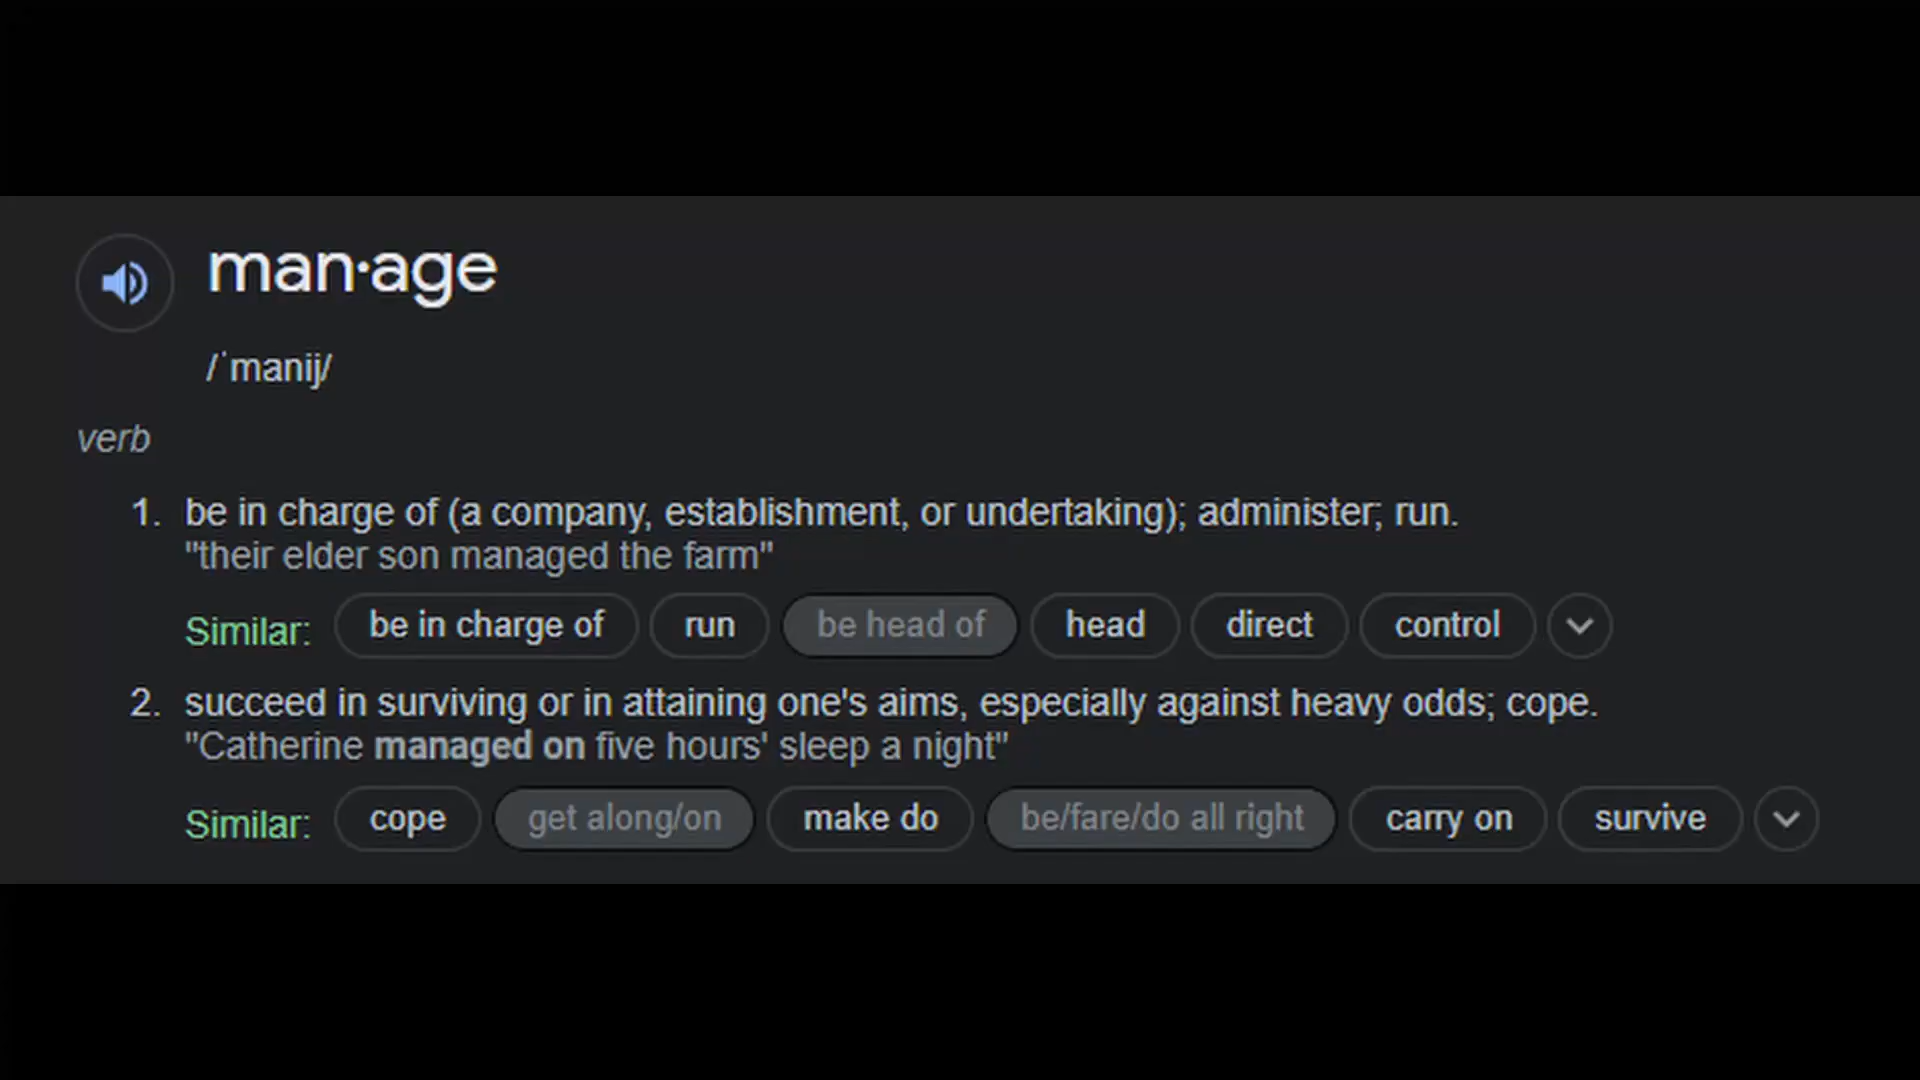 man·age
/ˈmanij/
verb
1. be in charge of (a company, establishment, or undertaking); administer; run.
"their elder son managed the farm"
Similar: be in charge of run be head of head direct control
2. succeed in surviving or in attaining one's aims, especially against heavy odds; cope.
"Catherine managed on five hours' sleep a night"
Similar: cope get along/on make do be/fare/do all right carry on survive